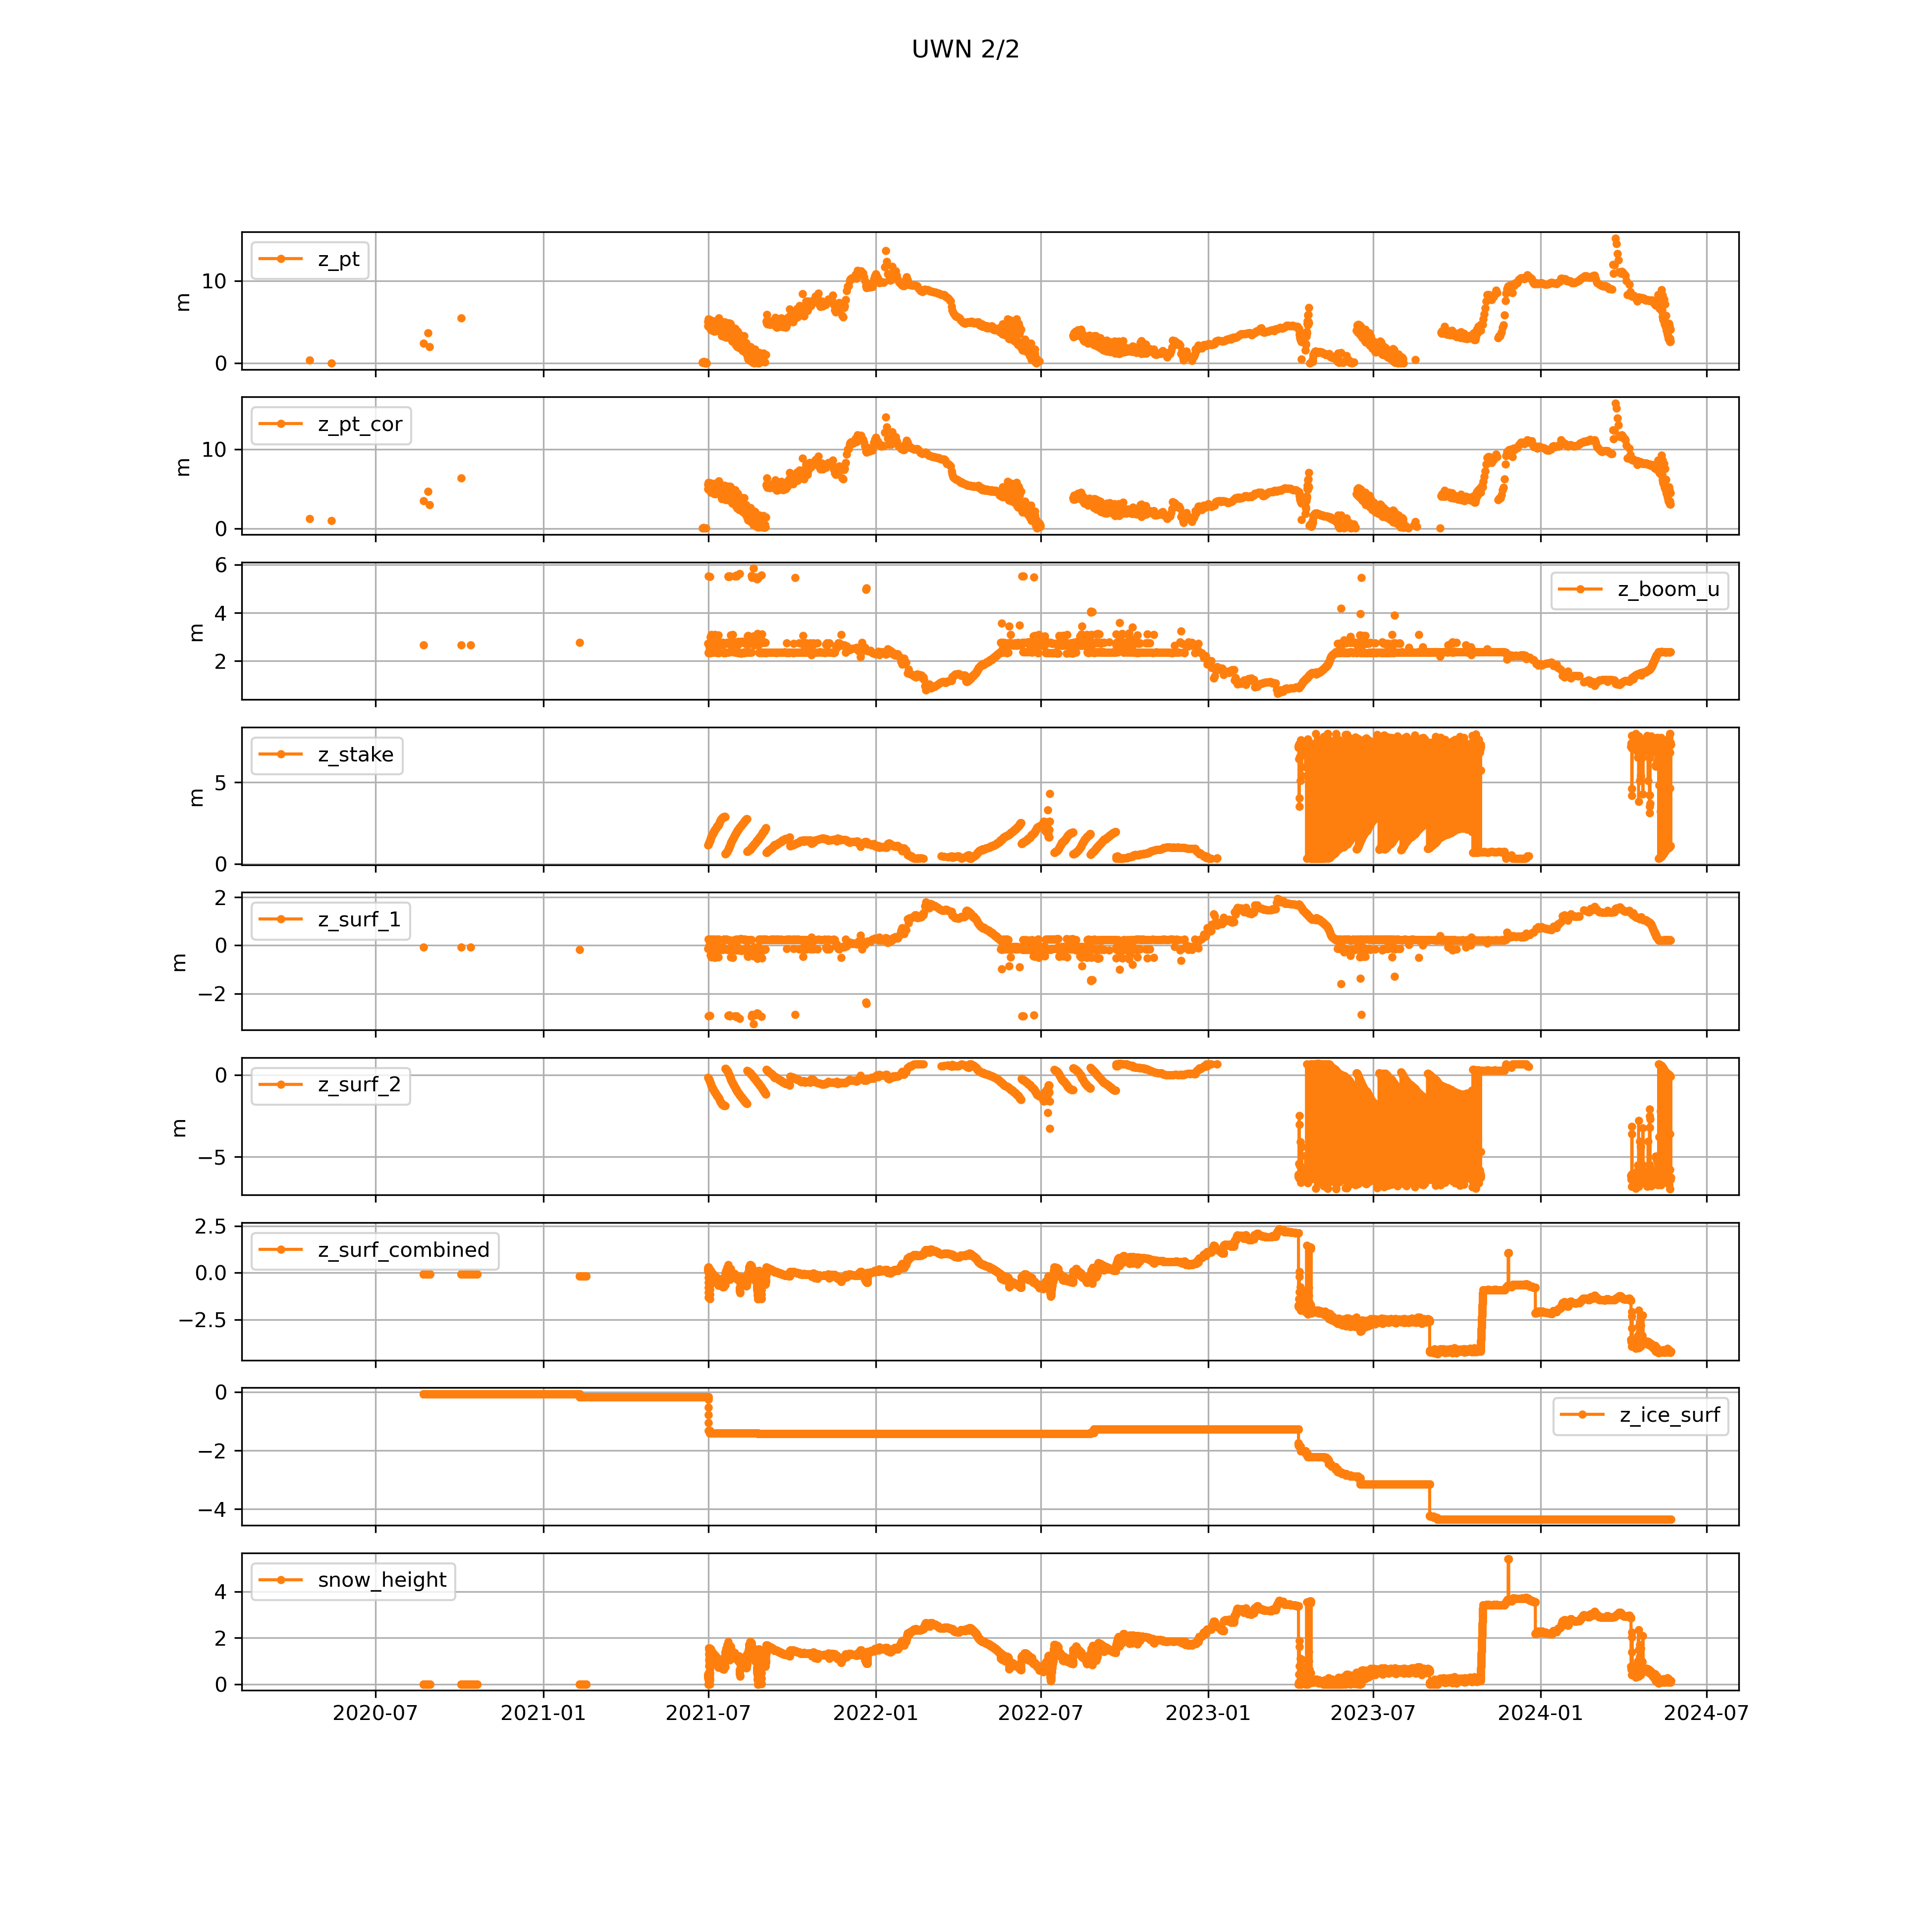 UWN 2/2
z_pt
10
0
m
z_pt_cor
10
0
m
z_boom_u
6
4
2
m
z_stake
5
0
m
z_surf_1
2
0
−2
m
z_surf_2
0
−5
m
z_surf_combined
2.5
0.0
−2.5
z_ice_surf
0
−2
−4
snow_height
4
2
0
2020-07 2021-01 2021-07 2022-01 2022-07 2023-01 2023-07 2024-01 2024-07